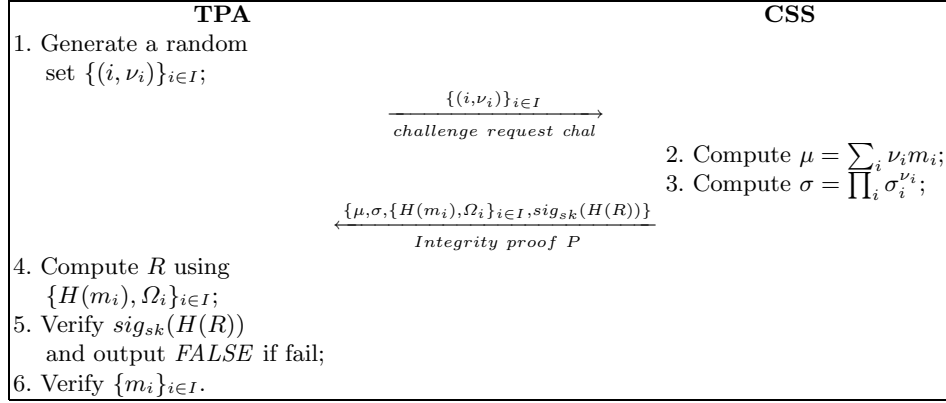 TPA CSS
1. Generate a random
set {(i, ν_i)}_{i∈I};
{(i,ν_i)}_{i∈I}
challenge request chal
2. Compute μ = ∑_i ν_i m_i;
3. Compute σ = ∏_i σ_i^{ν_i};
{μ,σ,{H(m_i),Ω_i}_{i∈I},sig_{sk}(H(R))}
Integrity proof P
4. Compute R using
{H(m_i), Ω_i}_{i∈I};
5. Verify sig_{sk}(H(R))
and output FALSE if fail;
6. Verify {m_i}_{i∈I}.